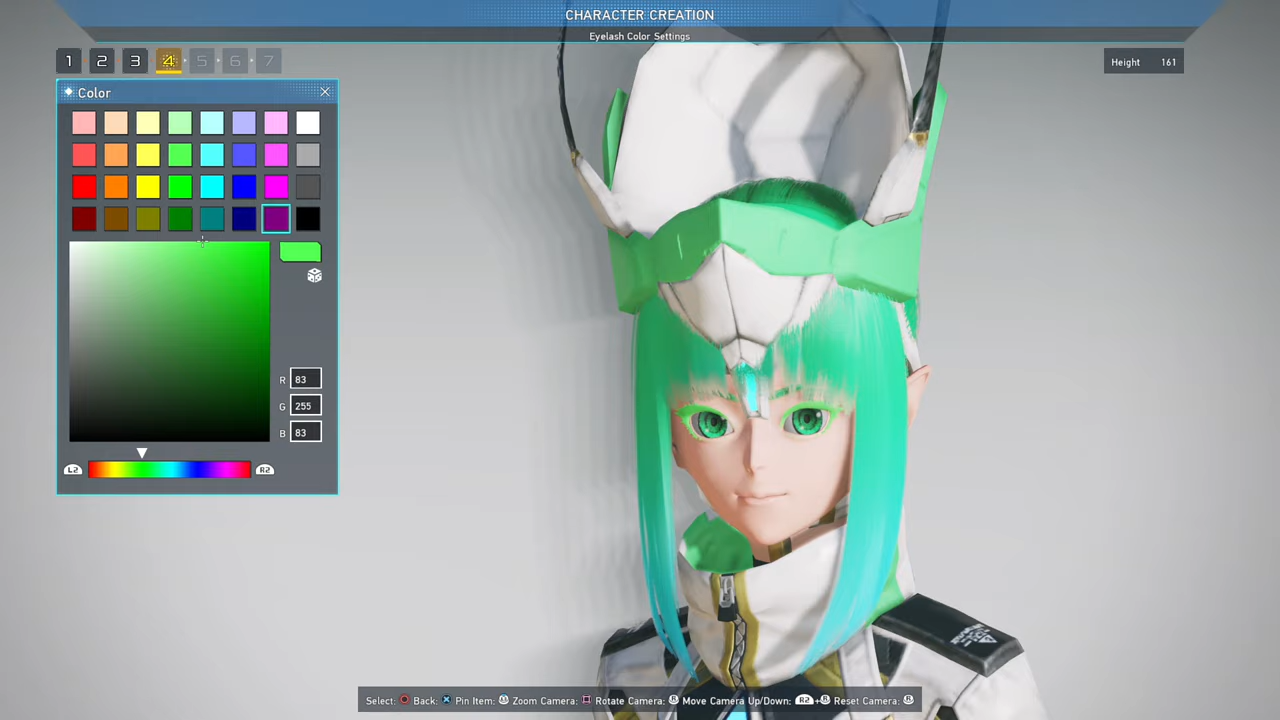 CHARACTER CREATION
Eyelash Color Settings
1 2 3 4 5 6 7
Height 161
Color
R 83
G 255
B 83
L2 R2
Select: Back: Pin Item: Zoom Camera: Rotate Camera: R Move Camera Up/Down: R2 + R Reset Camera: R